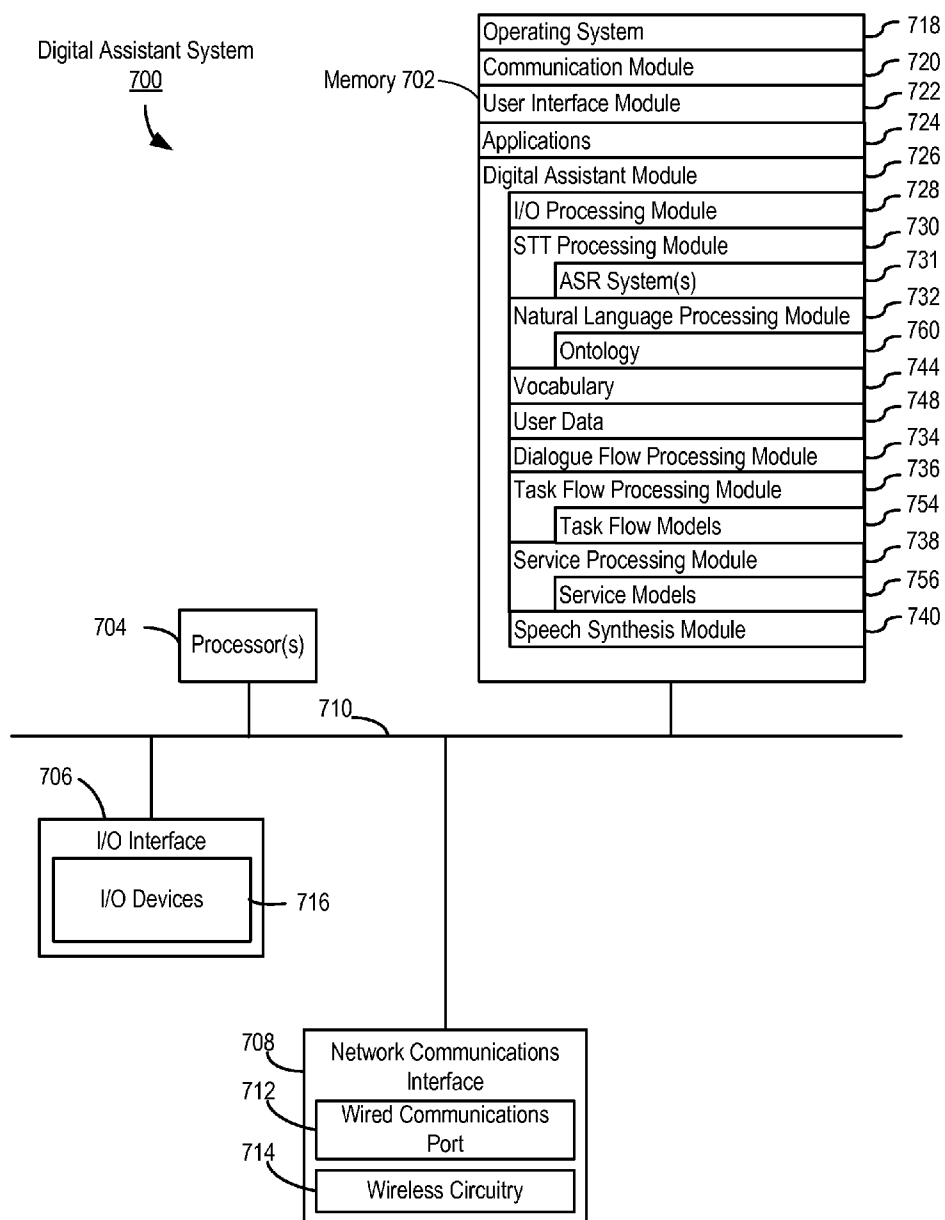 Digital Assistant System
700
Memory 702
Operating System 718
Communication Module 720
User Interface Module 722
Applications 724
Digital Assistant Module 726
I/O Processing Module 728
STT Processing Module 730
ASR System(s) 731
Natural Language Processing Module 732
Ontology 760
Vocabulary 744
User Data 748
Dialogue Flow Processing Module 734
Task Flow Processing Module 736
Task Flow Models 754
Service Processing Module 738
Service Models 756
Speech Synthesis Module 740
704
Processor(s)
710
706
I/O Interface
I/O Devices 716
708
Network Communications
Interface
712
Wired Communications
Port
714
Wireless Circuitry